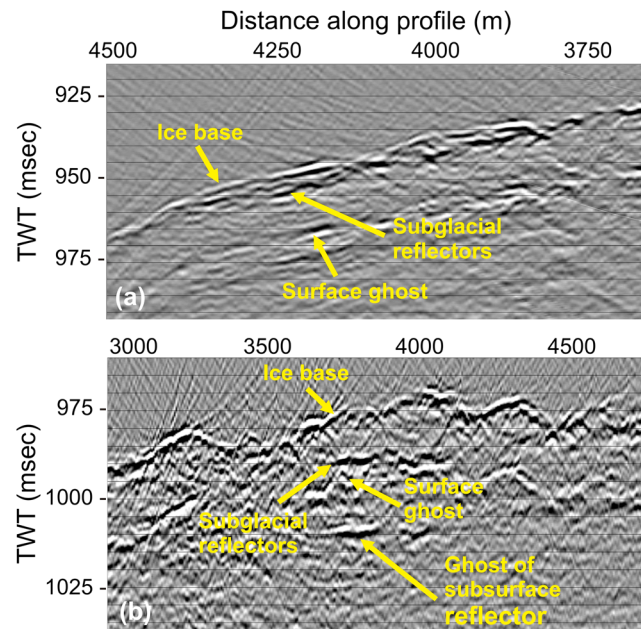 Distance along profile (m)
4500 4250 4000 3750
925 -
950 -
975 -
TWT (msec)
Ice base
Subglacial
reflectors
Surface ghost
(a)
3000 3500 4000 4500
975 -
1000 -
1025 -
TWT (msec)
Ice base
Subglacial
reflectors
Surface
ghost
Ghost of
subsurface
reflector
(b)